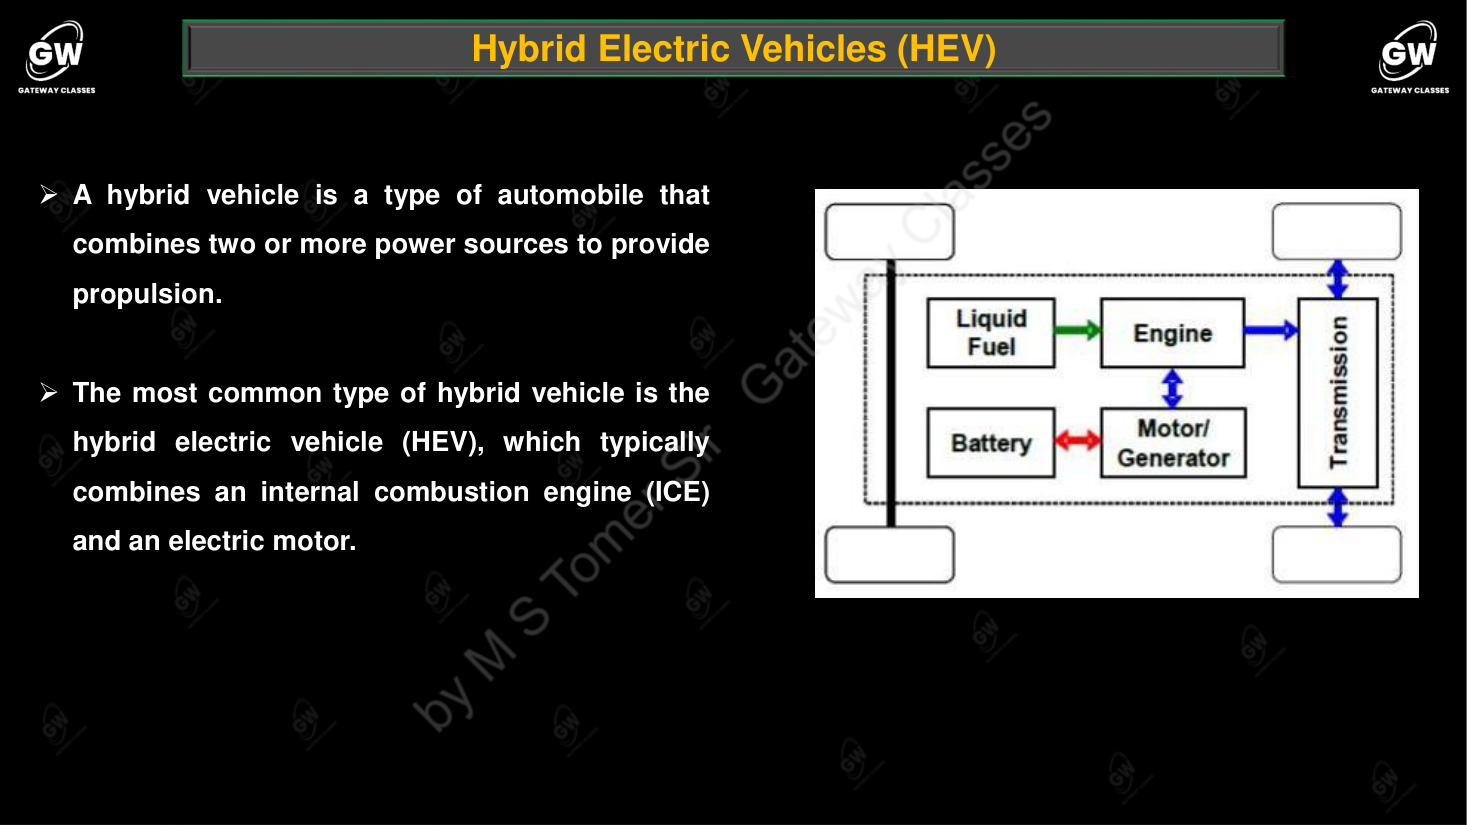 GW
GATEWAY CLASSES
Hybrid Electric Vehicles (HEV)
GW
GATEWAY CLASSES
➢ A hybrid vehicle is a type of automobile that
combines two or more power sources to provide
propulsion.
➢ The most common type of hybrid vehicle is the
hybrid electric vehicle (HEV), which typically
combines an internal combustion engine (ICE)
and an electric motor.
Liquid
Fuel
Engine
Transmission
Battery
Motor/
Generator
by M S Tomer Sir Gateway Classes